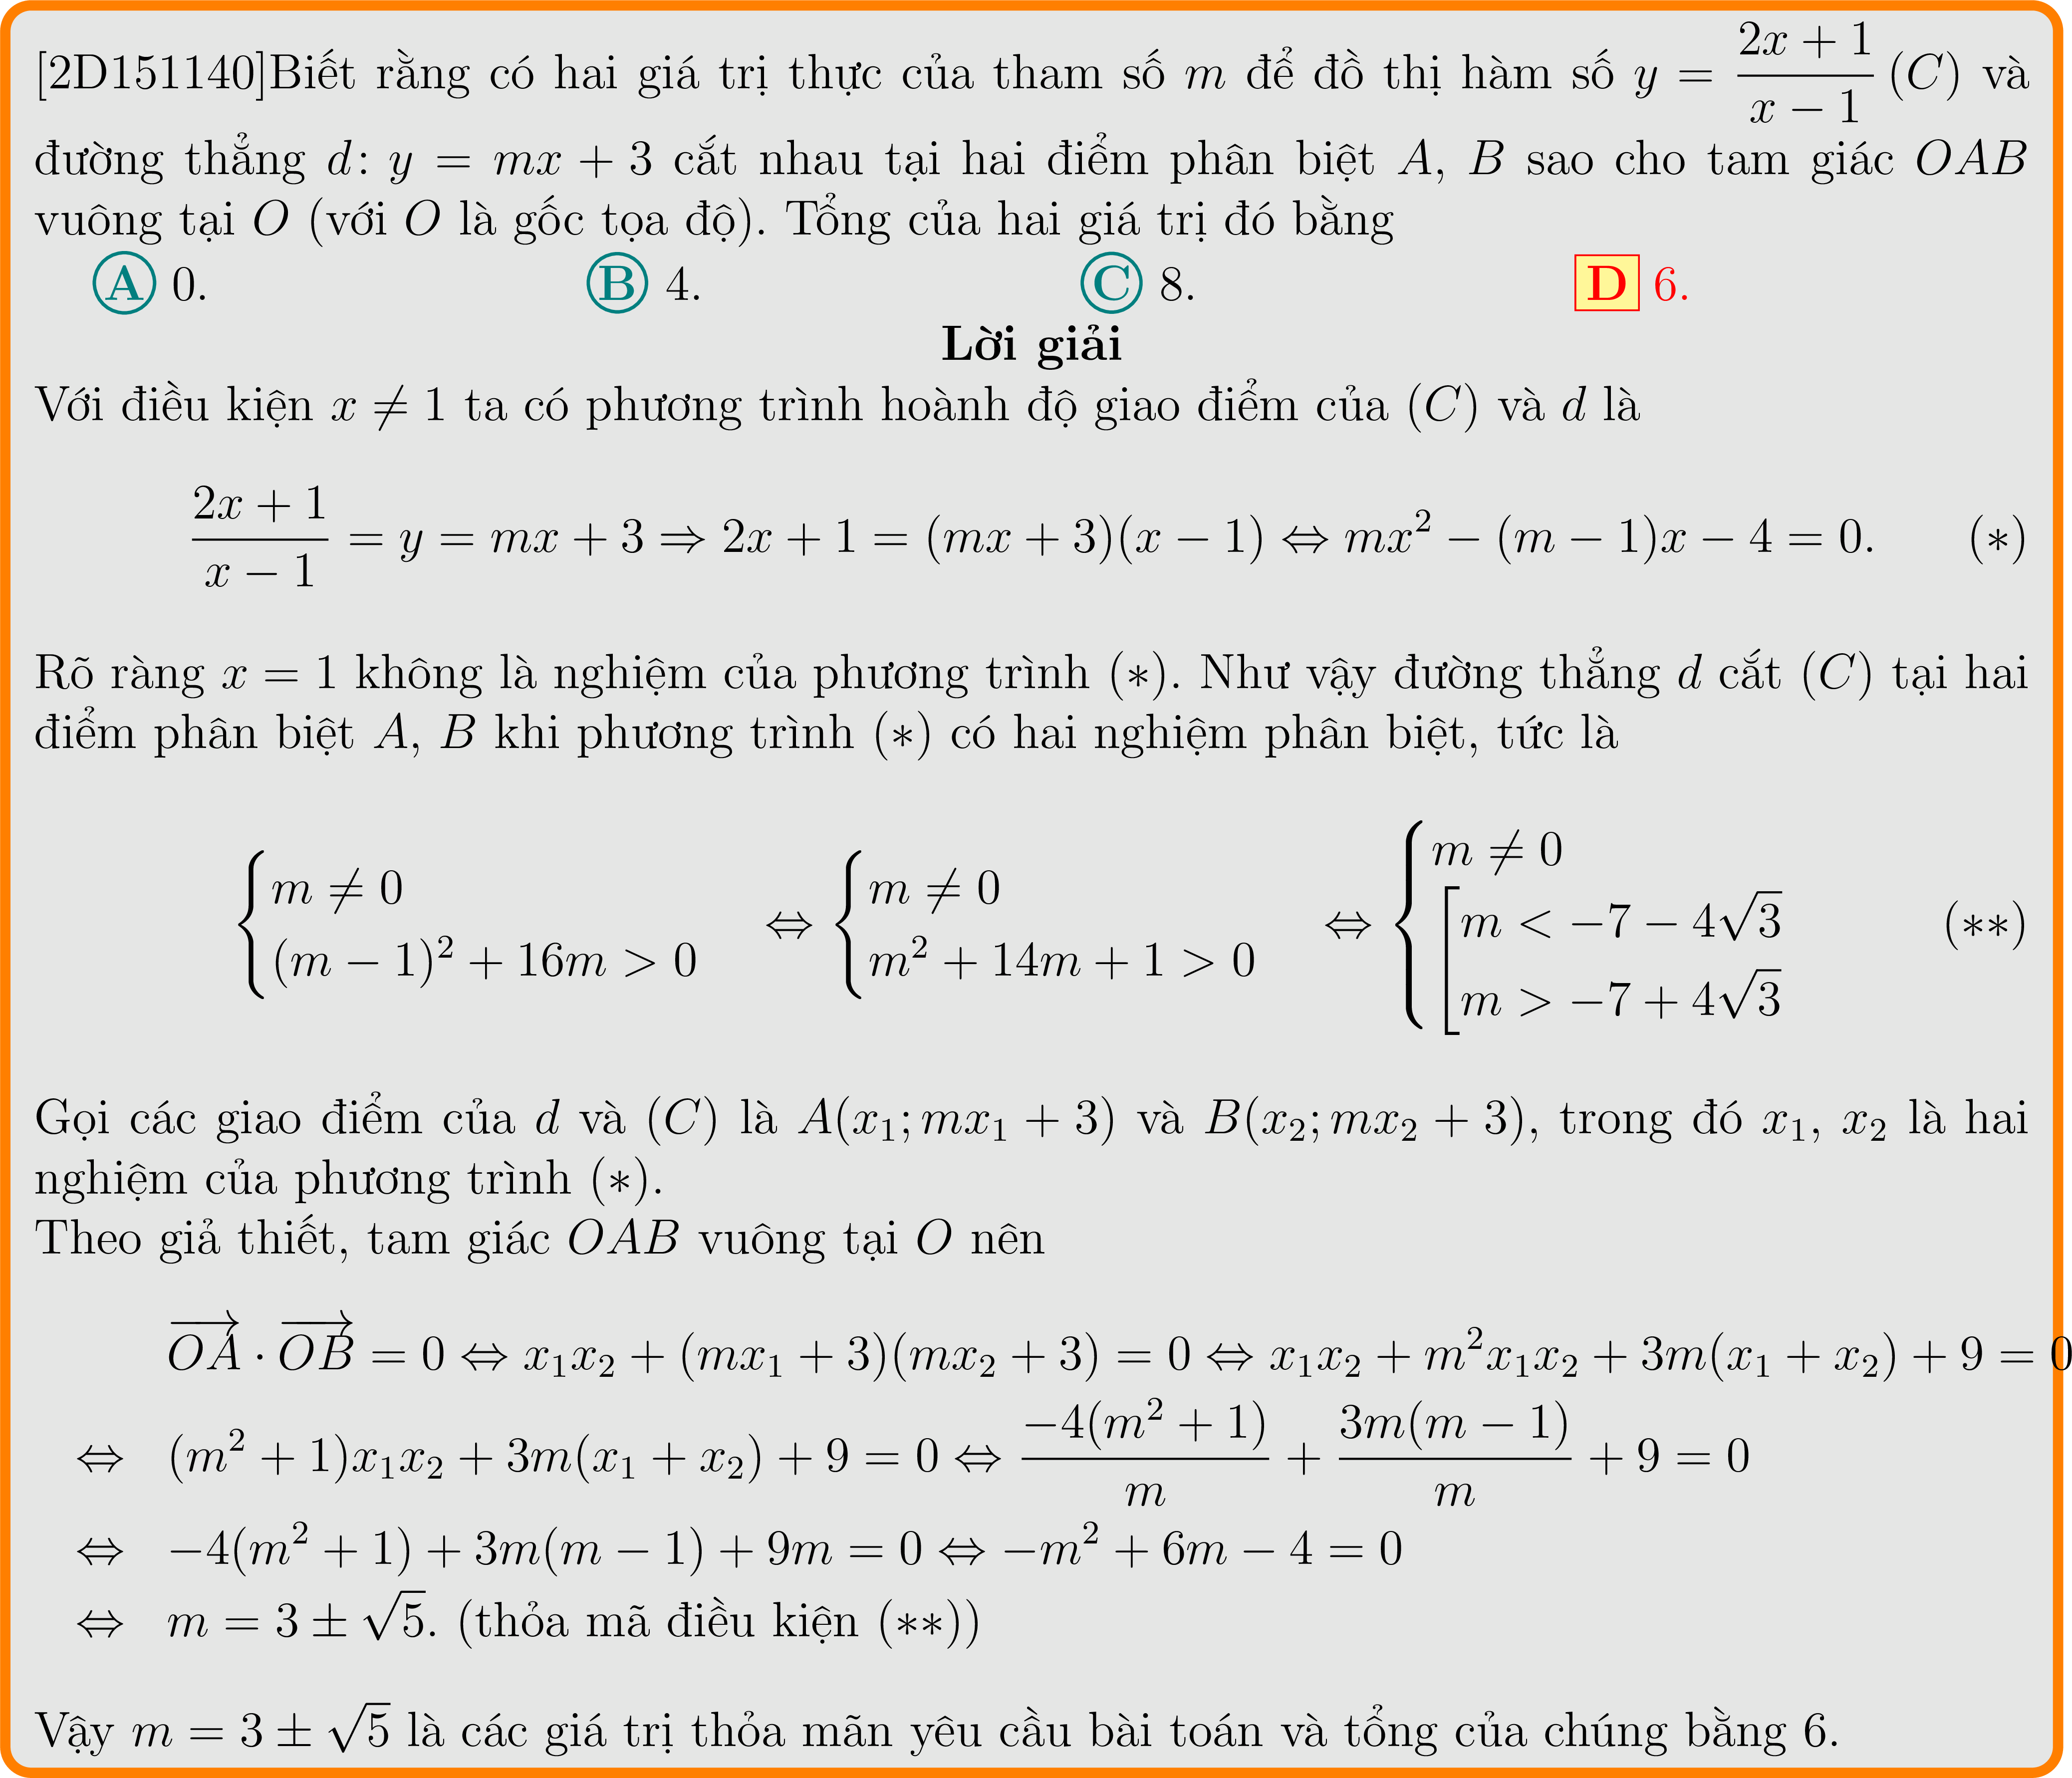 [2D151140]Biết rằng có hai giá trị thực của tham số $m$ để đồ thị hàm số $y = \dfrac{2x+1}{x-1}\,(C)$ và
đường thẳng $d\colon y = mx + 3$ cắt nhau tại hai điểm phân biệt $A$, $B$ sao cho tam giác $OAB$
vuông tại $O$ (với $O$ là gốc tọa độ). Tổng của hai giá trị đó bằng
A 0. B 4. C 8. D 6.
Lời giải
Với điều kiện $x \neq 1$ ta có phương trình hoành độ giao điểm của $(C)$ và $d$ là
$\dfrac{2x+1}{x-1} = y = mx + 3 \Rightarrow 2x + 1 = (mx + 3)(x - 1) \Leftrightarrow mx^2 - (m - 1)x - 4 = 0.$ $(*)$
Rõ ràng $x = 1$ không là nghiệm của phương trình $(*)$. Như vậy đường thẳng $d$ cắt $(C)$ tại hai
điểm phân biệt $A$, $B$ khi phương trình $(*)$ có hai nghiệm phân biệt, tức là
$\begin{cases} m \neq 0 \\ (m-1)^2 + 16m > 0 \end{cases} \Leftrightarrow \begin{cases} m \neq 0 \\ m^2 + 14m + 1 > 0 \end{cases} \Leftrightarrow \begin{cases} m \neq 0 \\ \left[\begin{array}{l} m < -7 - 4\sqrt{3} \\ m > -7 + 4\sqrt{3} \end{array}\right. \end{cases}$ $(**)$
Gọi các giao điểm của $d$ và $(C)$ là $A(x_1; mx_1 + 3)$ và $B(x_2; mx_2 + 3)$, trong đó $x_1$, $x_2$ là hai
nghiệm của phương trình $(*)$.
Theo giả thiết, tam giác $OAB$ vuông tại $O$ nên
$\overrightarrow{OA} \cdot \overrightarrow{OB} = 0 \Leftrightarrow x_1x_2 + (mx_1 + 3)(mx_2 + 3) = 0 \Leftrightarrow x_1x_2 + m^2x_1x_2 + 3m(x_1 + x_2) + 9 = 0$
$\Leftrightarrow (m^2 + 1)x_1x_2 + 3m(x_1 + x_2) + 9 = 0 \Leftrightarrow \dfrac{-4(m^2 + 1)}{m} + \dfrac{3m(m - 1)}{m} + 9 = 0$
$\Leftrightarrow -4(m^2 + 1) + 3m(m - 1) + 9m = 0 \Leftrightarrow -m^2 + 6m - 4 = 0$
$\Leftrightarrow m = 3 \pm \sqrt{5}.$ (thỏa mã điều kiện $(**)$)
Vậy $m = 3 \pm \sqrt{5}$ là các giá trị thỏa mãn yêu cầu bài toán và tổng của chúng bằng 6.